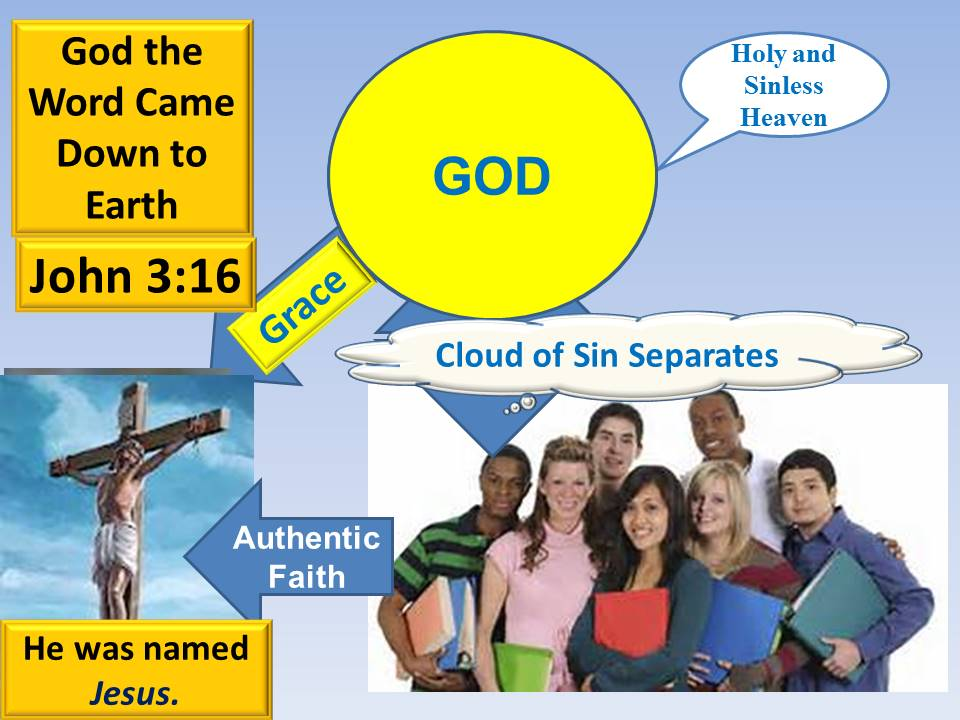 God the
Word Came
Down to
Earth
John 3:16
GOD
Holy and
Sinless
Heaven
Grace
Cloud of Sin Separates
Authentic
Faith
He was named
Jesus.